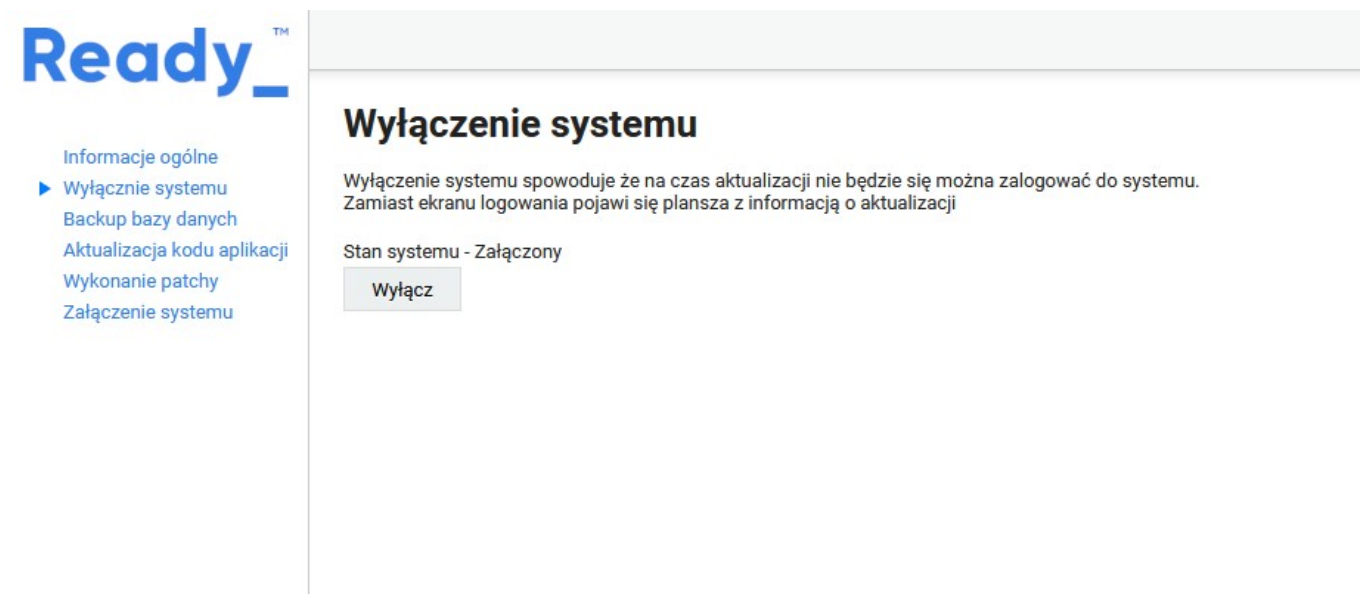 Ready_™
Informacje ogólne
Wyłącznie systemu
Backup bazy danych
Aktualizacja kodu aplikacji
Wykonanie patchy
Załączenie systemu
Wyłączenie systemu
Wyłączenie systemu spowoduje że na czas aktualizacji nie będzie się można zalogować do systemu.
Zamiast ekranu logowania pojawi się plansza z informacją o aktualizacji
Stan systemu - Załączony
Wyłącz